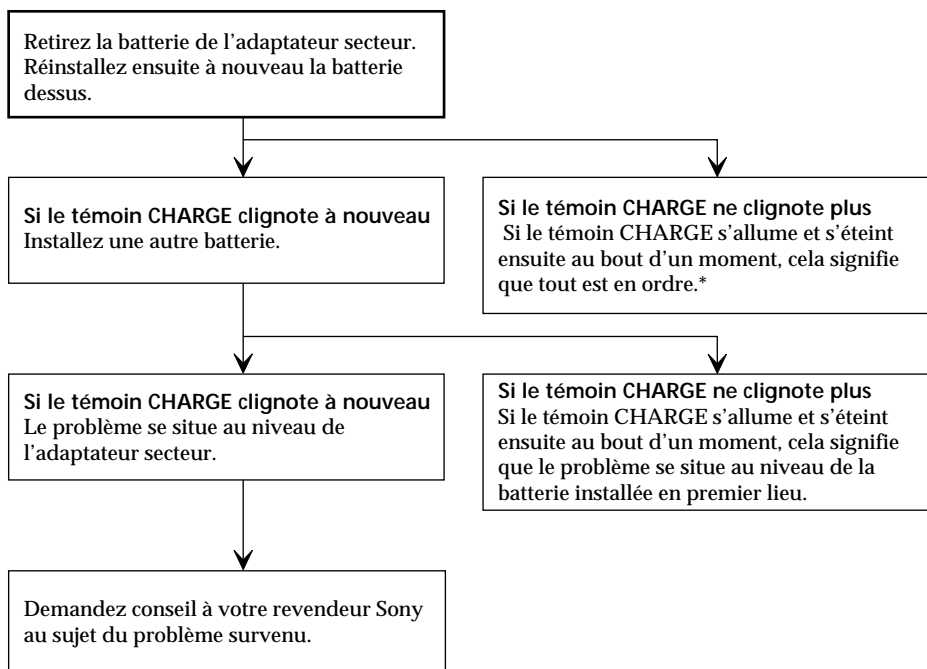 Retirez la batterie de l'adaptateur secteur.
Réinstallez ensuite à nouveau la batterie
dessus.
Si le témoin CHARGE clignote à nouveau
Installez une autre batterie.
Si le témoin CHARGE ne clignote plus
Si le témoin CHARGE s'allume et s'éteint
ensuite au bout d'un moment, cela signifie
que tout est en ordre.*
Si le témoin CHARGE clignote à nouveau
Le problème se situe au niveau de
l'adaptateur secteur.
Si le témoin CHARGE ne clignote plus
Si le témoin CHARGE s'allume et s'éteint
ensuite au bout d'un moment, cela signifie
que le problème se situe au niveau de la
batterie installée en premier lieu.
Demandez conseil à votre revendeur Sony
au sujet du problème survenu.